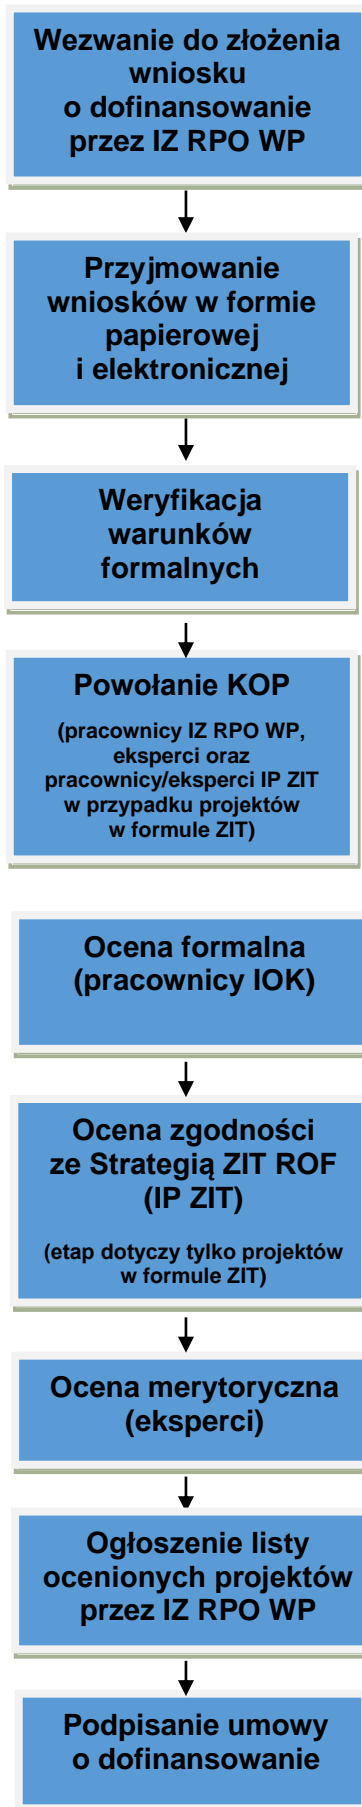 Wezwanie do złożenia
wniosku
o dofinansowanie
przez IZ RPO WP
Przyjmowanie
wniosków w formie
papierowej
i elektronicznej
Weryfikacja
warunków
formalnych
Powołanie KOP
(pracownicy IZ RPO WP,
eksperci oraz
pracownicy/eksperci IP ZIT
w przypadku projektów
w formule ZIT)
Ocena formalna
(pracownicy IOK)
Ocena zgodności
ze Strategią ZIT ROF
(IP ZIT)
(etap dotyczy tylko projektów
w formule ZIT)
Ocena merytoryczna
(eksperci)
Ogłoszenie listy
ocenionych projektów
przez IZ RPO WP
Podpisanie umowy
o dofinansowanie